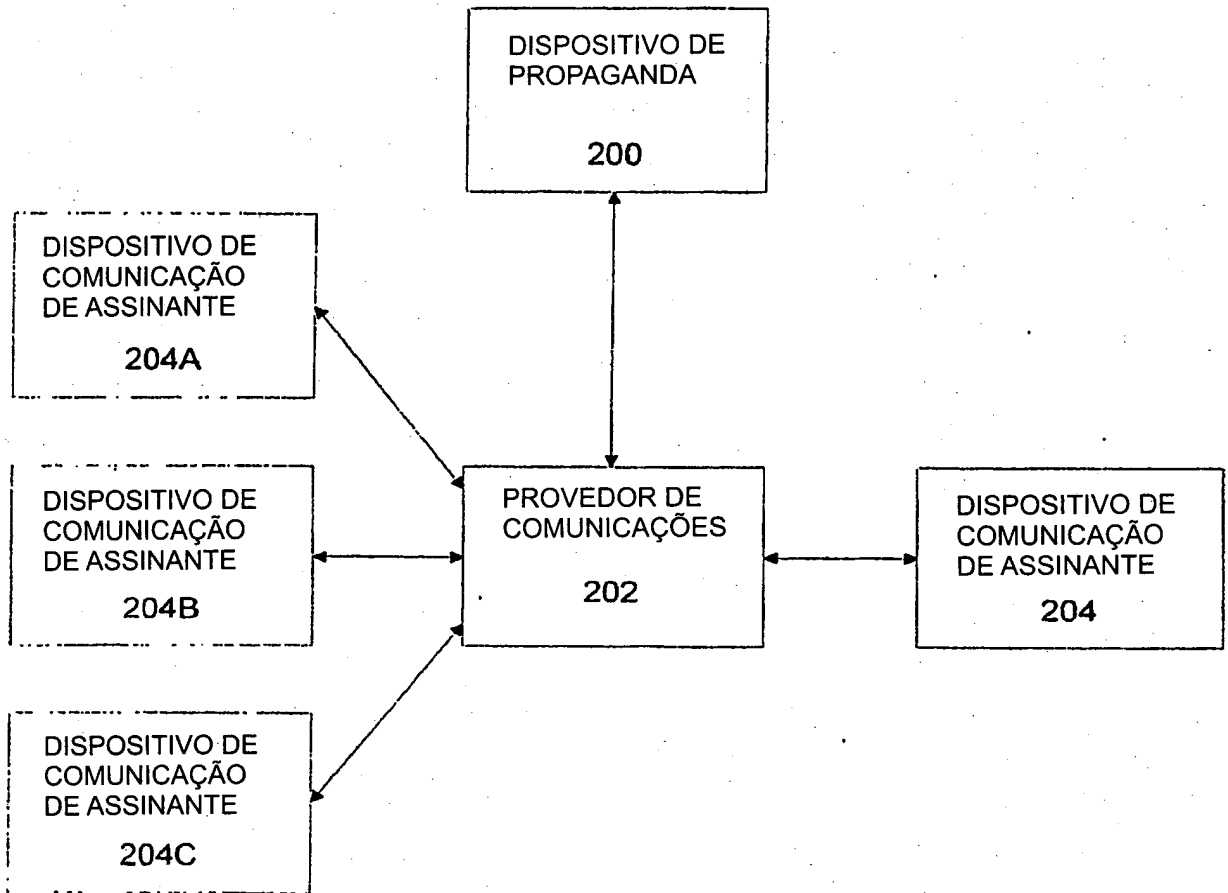 DISPOSITIVO DE
PROPAGANDA
200
DISPOSITIVO DE
COMUNICAÇÃO
DE ASSINANTE
204A
DISPOSITIVO DE
COMUNICAÇÃO
DE ASSINANTE
204B
PROVEDOR DE
COMUNICAÇÕES
202
DISPOSITIVO DE
COMUNICAÇÃO
DE ASSINANTE
204
DISPOSITIVO DE
COMUNICAÇÃO
DE ASSINANTE
204C